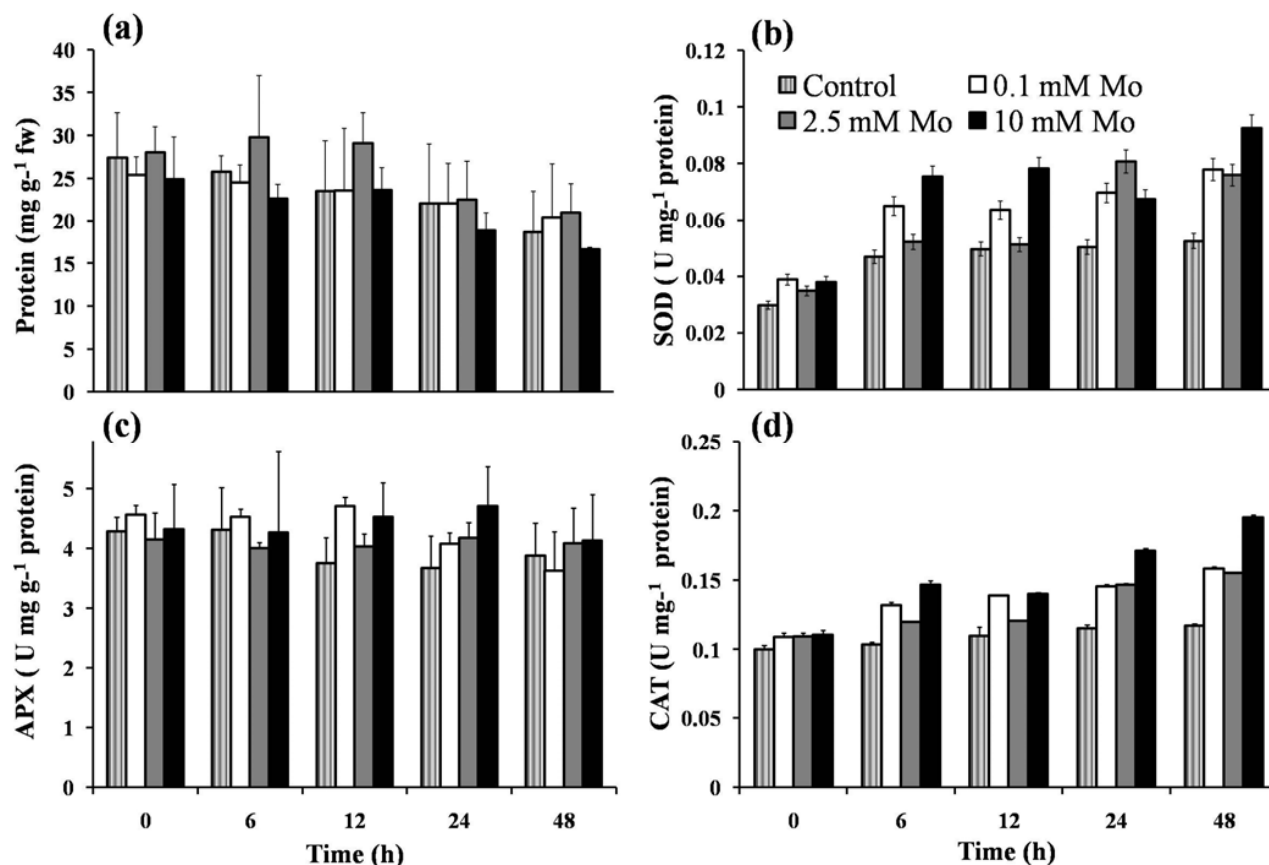 (a)
Protein (mg g-1 fw)
40
35
30
25
20
15
10
5
0
(b)
SOD ( U mg-1 protein)
0.12
0.1
0.08
0.06
0.04
0.02
0
Control 0.1 mM Mo
2.5 mM Mo 10 mM Mo
(c)
APX ( U mg g-1 protein)
5
4
3
2
1
0
0 6 12 24 48
Time (h)
(d)
CAT (U mg-1 protein)
0.25
0.2
0.15
0.1
0.05
0
0 6 12 24 48
Time (h)